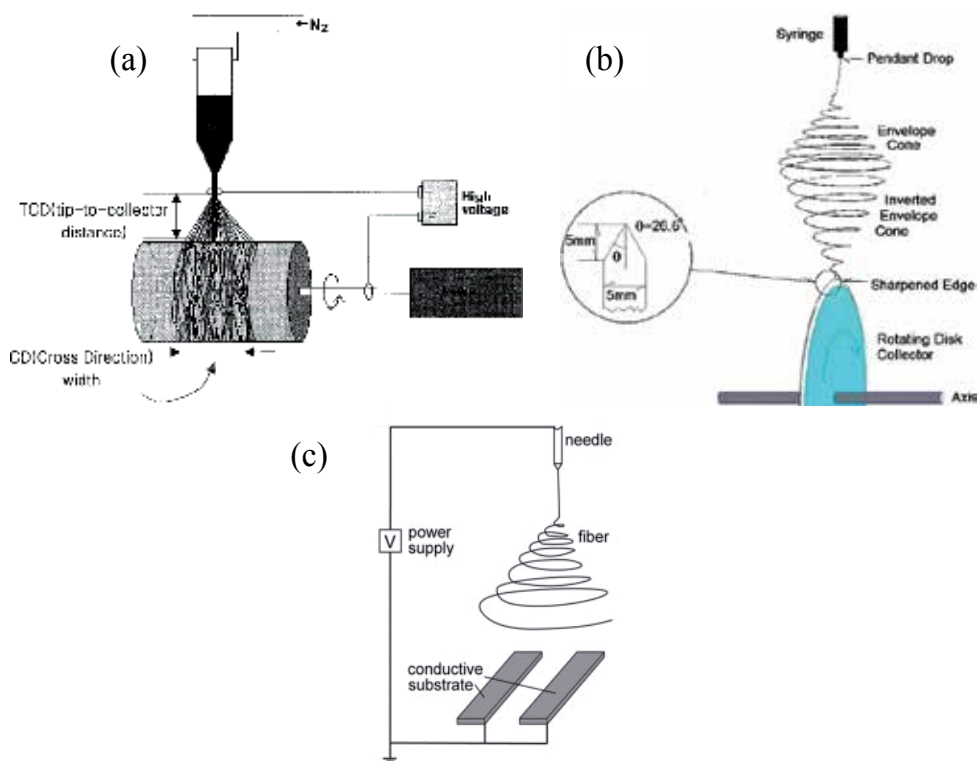 (a)
←N₂
TCD(tip-to-collector
distance)
High
voltage
CD(Cross Direction)
width
(b)
Syringe
Pendant Drop
Envelope
Cone
Inverted
Envelope
Cone
5mm
θ=26.6°
θ
5mm
Sharpened Edge
Rotating Disk
Collector
Axis
(c)
needle
V
power
supply
fiber
conductive
substrate